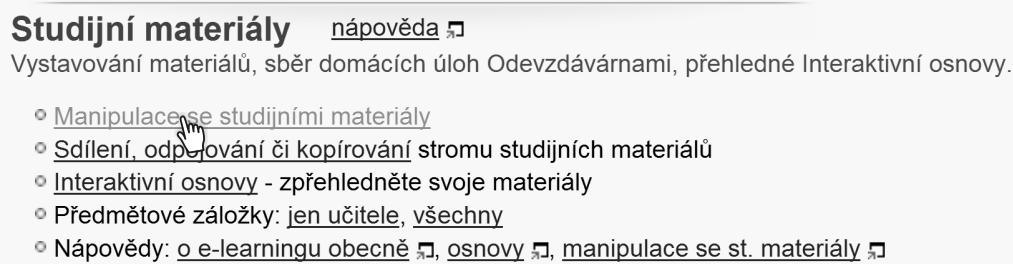 Studijní materiály nápověda
Vystavování materiálů, sběr domácích úloh Odevzdávárnami, přehledné Interaktivní osnovy.
Manipulace se studijními materiály
Sdílení, odpojování či kopírování stromu studijních materiálů
Interaktivní osnovy - zpřehledněte svoje materiály
Předmětové záložky: jen učitele, všechny
Nápovědy: o e-learningu obecně, osnovy, manipulace se st. materiály